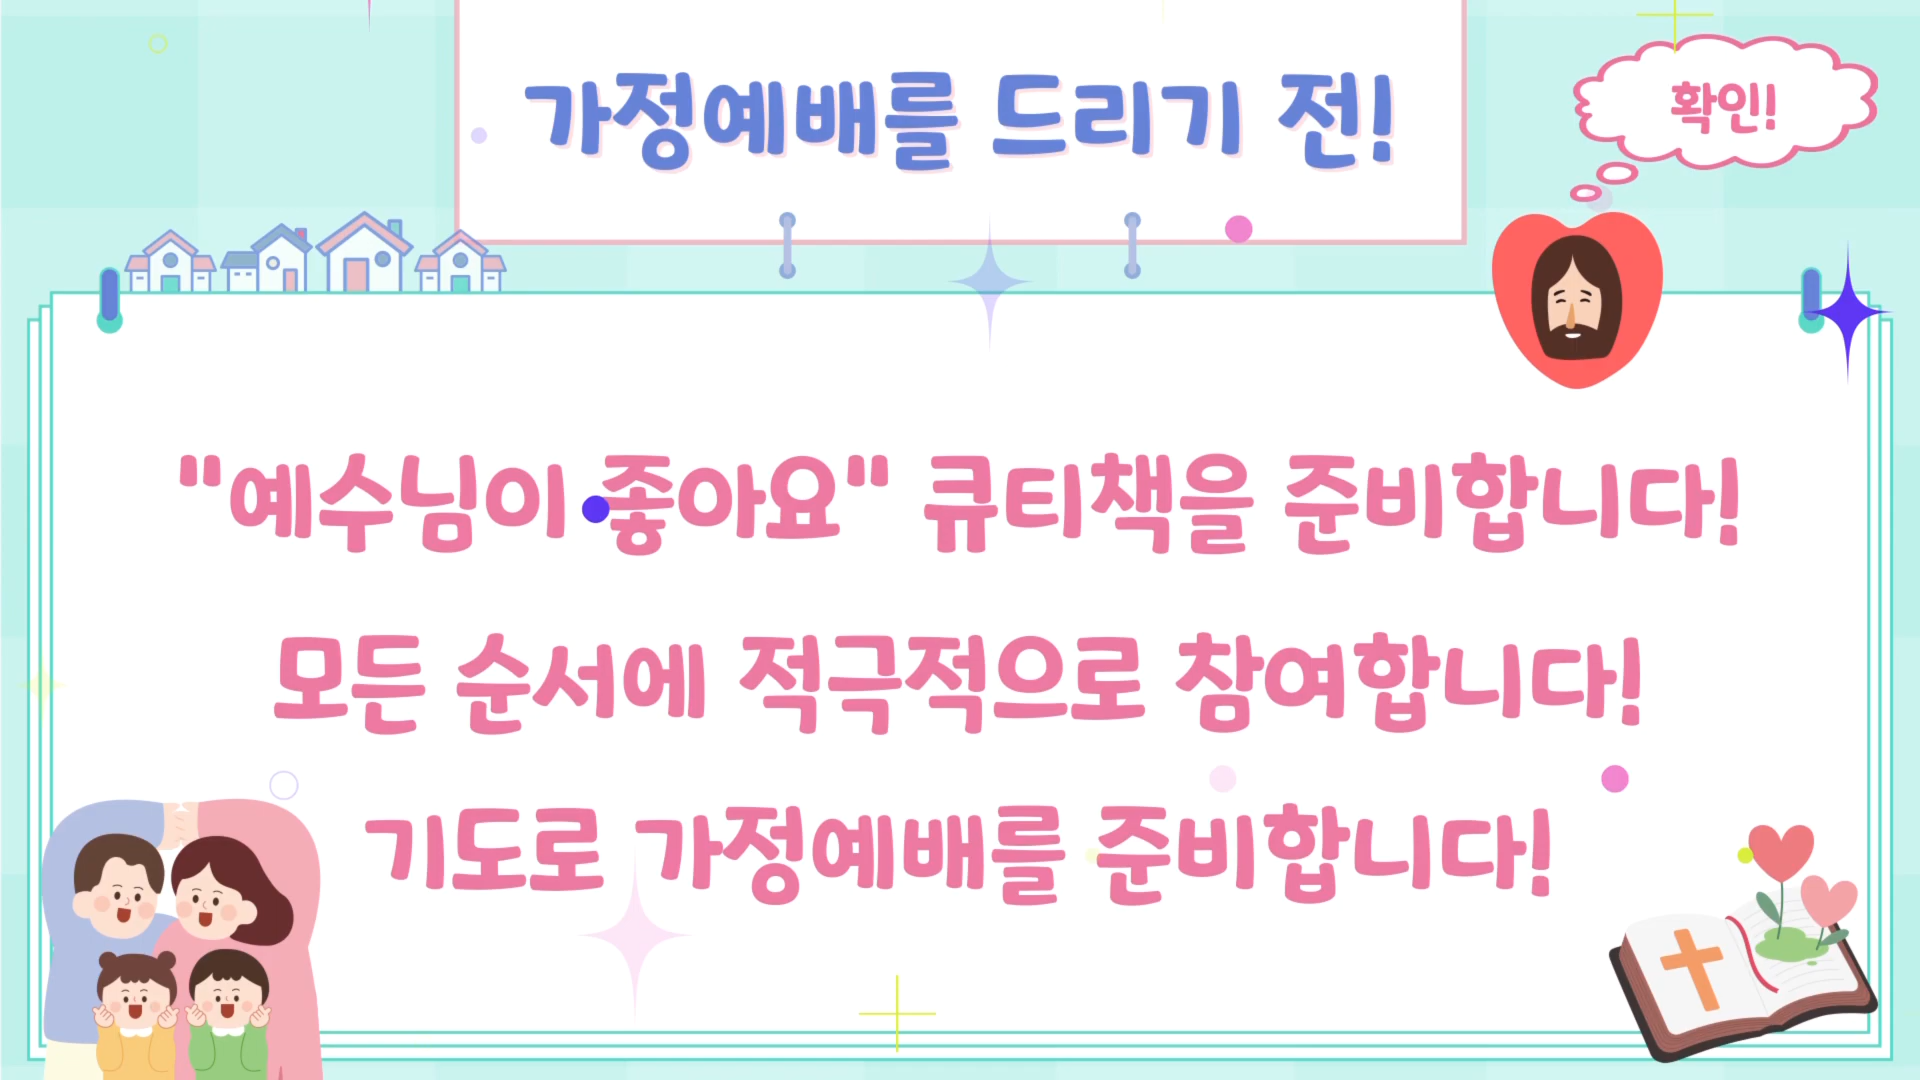 가정예배를 드리기 전!
확인!
"예수님이 좋아요" 큐티책을 준비합니다!
모든 순서에 적극적으로 참여합니다!
기도로 가정예배를 준비합니다!